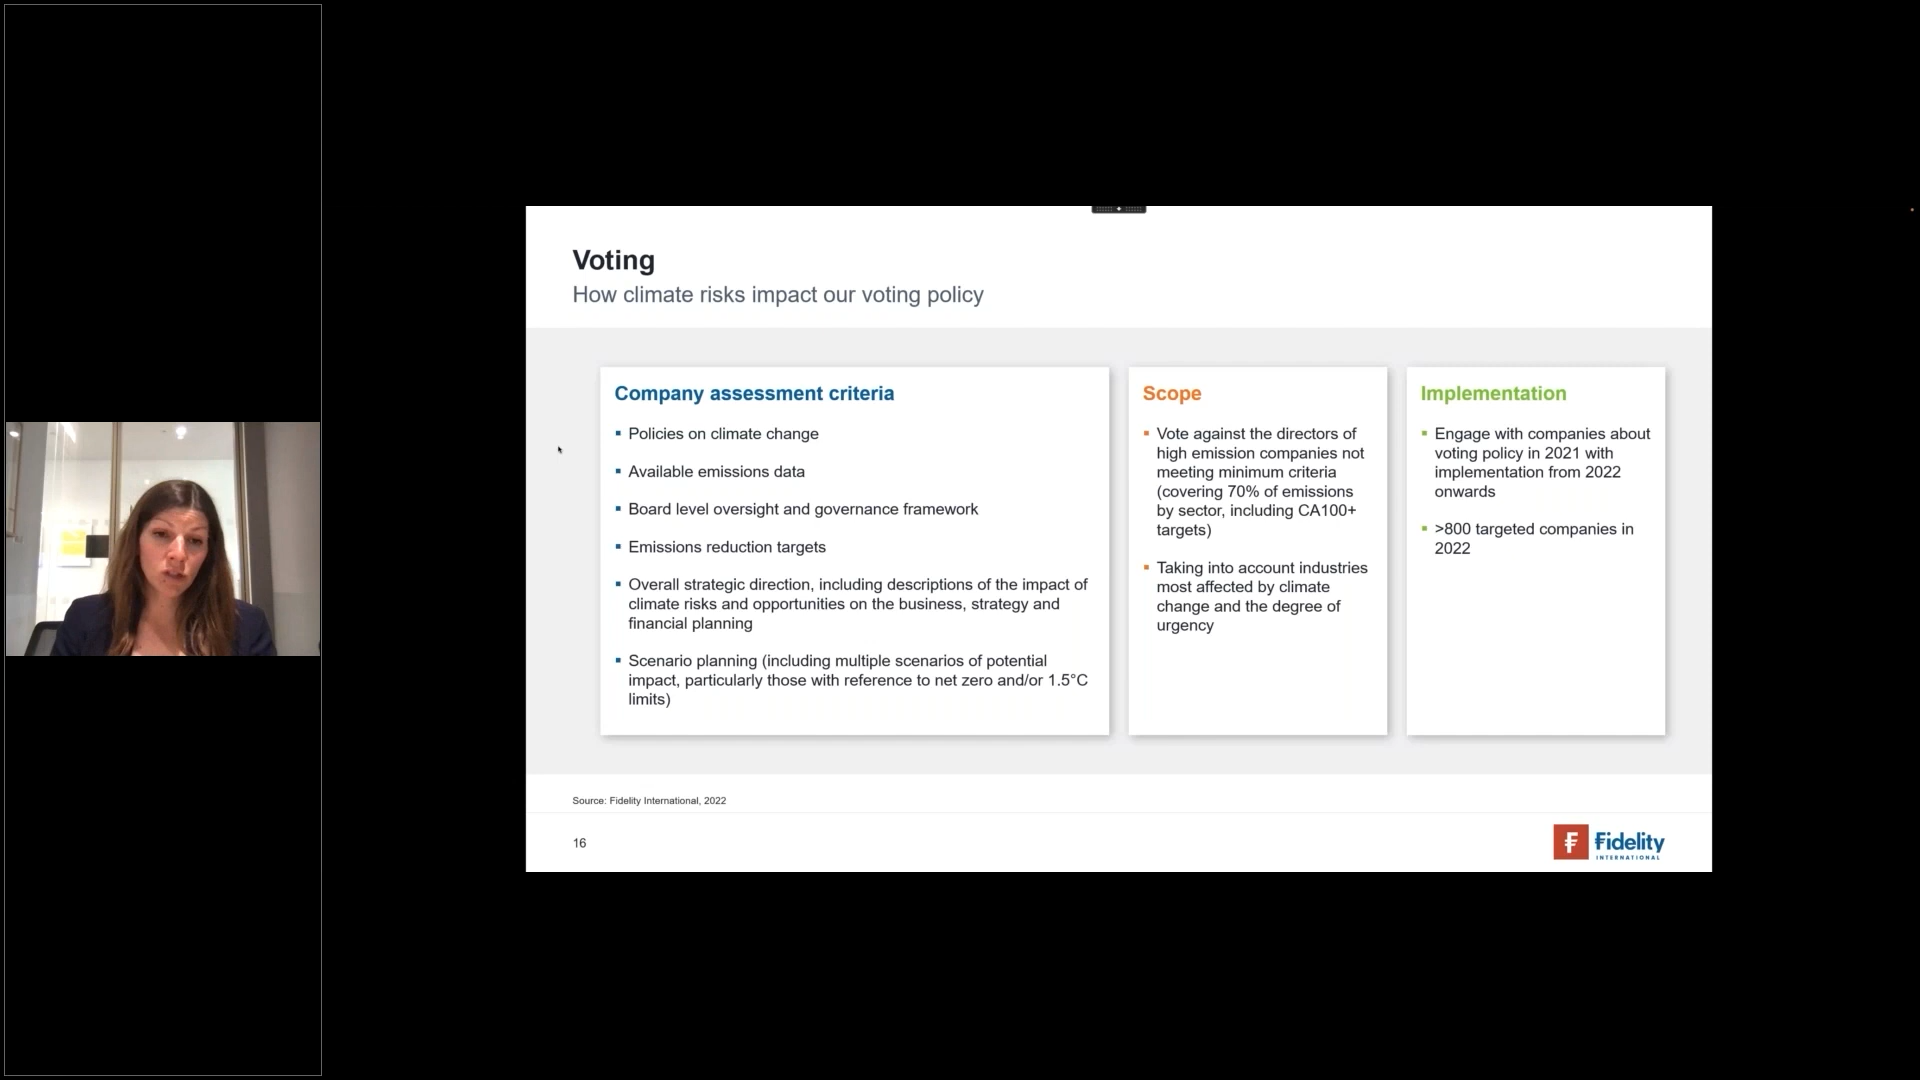 Voting
How climate risks impact our voting policy
Company assessment criteria
▪ Policies on climate change
▪ Available emissions data
▪ Board level oversight and governance framework
▪ Emissions reduction targets
▪ Overall strategic direction, including descriptions of the impact of
climate risks and opportunities on the business, strategy and
financial planning
▪ Scenario planning (including multiple scenarios of potential
impact, particularly those with reference to net zero and/or 1.5°C
limits)
Scope
▪ Vote against the directors of
high emission companies not
meeting minimum criteria
(covering 70% of emissions
by sector, including CA100+
targets)
▪ Taking into account industries
most affected by climate
change and the degree of
urgency
Implementation
▪ Engage with companies about
voting policy in 2021 with
implementation from 2022
onwards
▪ >800 targeted companies in
2022
Source: Fidelity International, 2022
16
F Fidelity
INTERNATIONAL